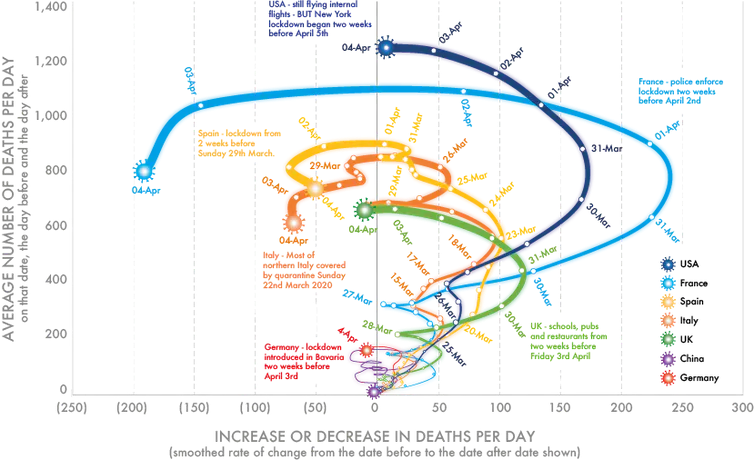 USA - still flying internal
flights - BUT New York
lockdown began two weeks
before April 5th
1,400
1,200
1,000
800
600
400
200
0
AVERAGE NUMBER OF DEATHS PER DAY
on that date, the day before and the day after
04-Apr
03-Apr
02-Apr
01-Apr
31-Mar
30-Mar
26-Mar
25-Mar
France - police enforce
lockdown two weeks
before April 2nd
03-Apr
02-Apr
01-Apr
31-Mar
30-Mar
27-Mar
04-Apr
Spain - lockdown from
2 weeks before
Sunday 29th March.
02-Apr
01-Apr
31-Mar
25-Mar
24-Mar
23-Mar
20-Mar
04-Apr
29-Mar
26-Mar
29-Mar
03-Apr
04-Apr
18-Mar
17-Mar
15-Mar
Italy - Most of
northern Italy covered
by quarantine Sunday
22nd March 2020
04-Apr
03-Apr
31-Mar
30-Mar
28-Mar
UK - schools, pubs
and restaurants from
two weeks before
Friday 3rd April
4-Apr
Germany - lockdown
introduced in Bavaria
two weeks before
April 3rd
USA
France
Spain
Italy
UK
China
Germany
(250)
(200)
(150)
(100)
(50)
0
50
100
150
200
250
300
INCREASE OR DECREASE IN DEATHS PER DAY
(smoothed rate of change from the date before to the date after date shown)